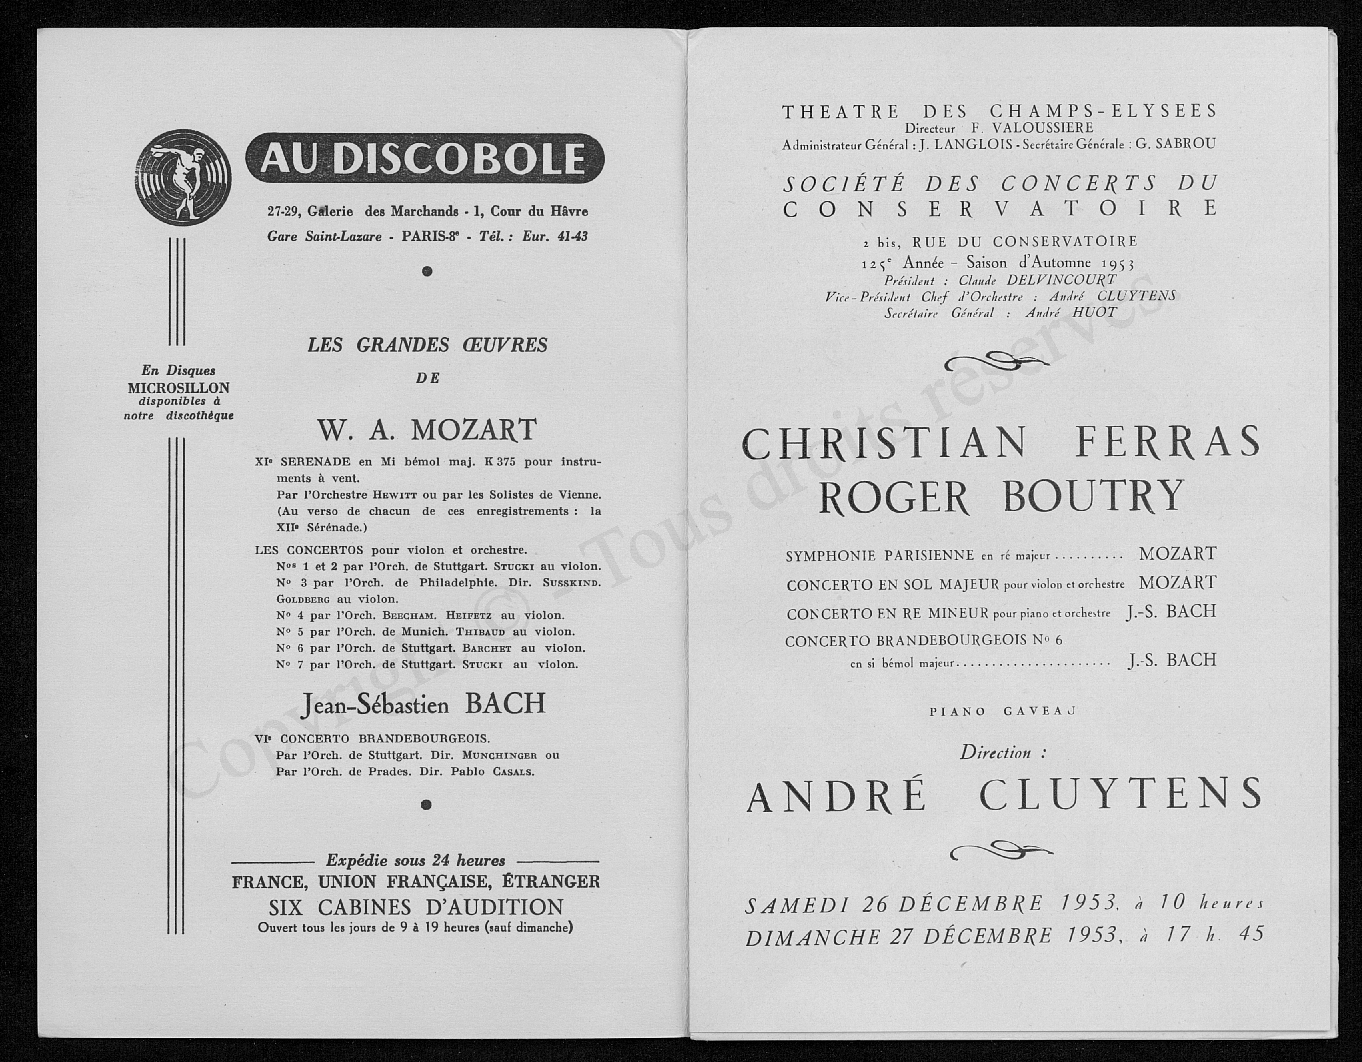 AU DISCOBOLE
27-29, Galerie des Marchands - 1, Cour du Hâvre
Gare Saint-Lazare - PARIS-8e - Tél. : Eur. 41-43
En Disques
MICROSILLON
disponibles à
notre discothèque
LES GRANDES ŒUVRES
DE
W. A. MOZART
XIe SERENADE en Mi bémol maj. K 375 pour instru-
ments à vent.
Par l'Orchestre HEWITT ou par les Solistes de Vienne.
(Au verso de chacun de ces enregistrements : la
XIIe Sérénade.)
LES CONCERTOS pour violon et orchestre.
Nos 1 et 2 par l'Orch. de Stuttgart. STUCKI au violon.
No 3 par l'Orch. de Philadelphie. Dir. SUSSKIND.
GOLDBERG au violon.
No 4 par l'Orch. BEECHAM. HEIFETZ au violon.
No 5 par l'Orch. de Munich. THIBAUD au violon.
No 6 par l'Orch. de Stuttgart. BARCHET au violon.
No 7 par l'Orch. de Stuttgart. STUCKI au violon.
Jean-Sébastien BACH
VIe CONCERTO BRANDEBOURGEOIS.
Par l'Orch. de Stuttgart. Dir. MUNCHINGER ou
Par l'Orch. de Prades. Dir. Pablo CASALS.
Expédie sous 24 heures
FRANCE, UNION FRANÇAISE, ÉTRANGER
SIX CABINES D'AUDITION
Ouvert tous les jours de 9 à 19 heures (sauf dimanche)
THEATRE DES CHAMPS-ELYSEES
Directeur F. VALOUSSIERE
Administrateur Général : J. LANGLOIS - Secrétaire Générale : G. SABROU
SOCIÉTÉ DES CONCERTS DU
CONSERVATOIRE
2 bis, RUE DU CONSERVATOIRE
125e Année - Saison d'Automne 1953
Président : Claude DELVINCOURT
Vice-Président Chef d'Orchestre : André CLUYTENS
Secrétaire Général : André HUOT
CHRISTIAN FERRAS
ROGER BOUTRY
SYMPHONIE PARISIENNE en ré majeur .......... MOZART
CONCERTO EN SOL MAJEUR pour violon et orchestre MOZART
CONCERTO EN RE MINEUR pour piano et orchestre J.-S. BACH
CONCERTO BRANDEBOURGEOIS No 6
en si bémol majeur...................... J.-S. BACH
PIANO GAVEAU
Direction :
ANDRÉ CLUYTENS
SAMEDI 26 DÉCEMBRE 1953, à 10 heures
DIMANCHE 27 DÉCEMBRE 1953, à 17 h. 45
Copyright © - Tous droits réservés